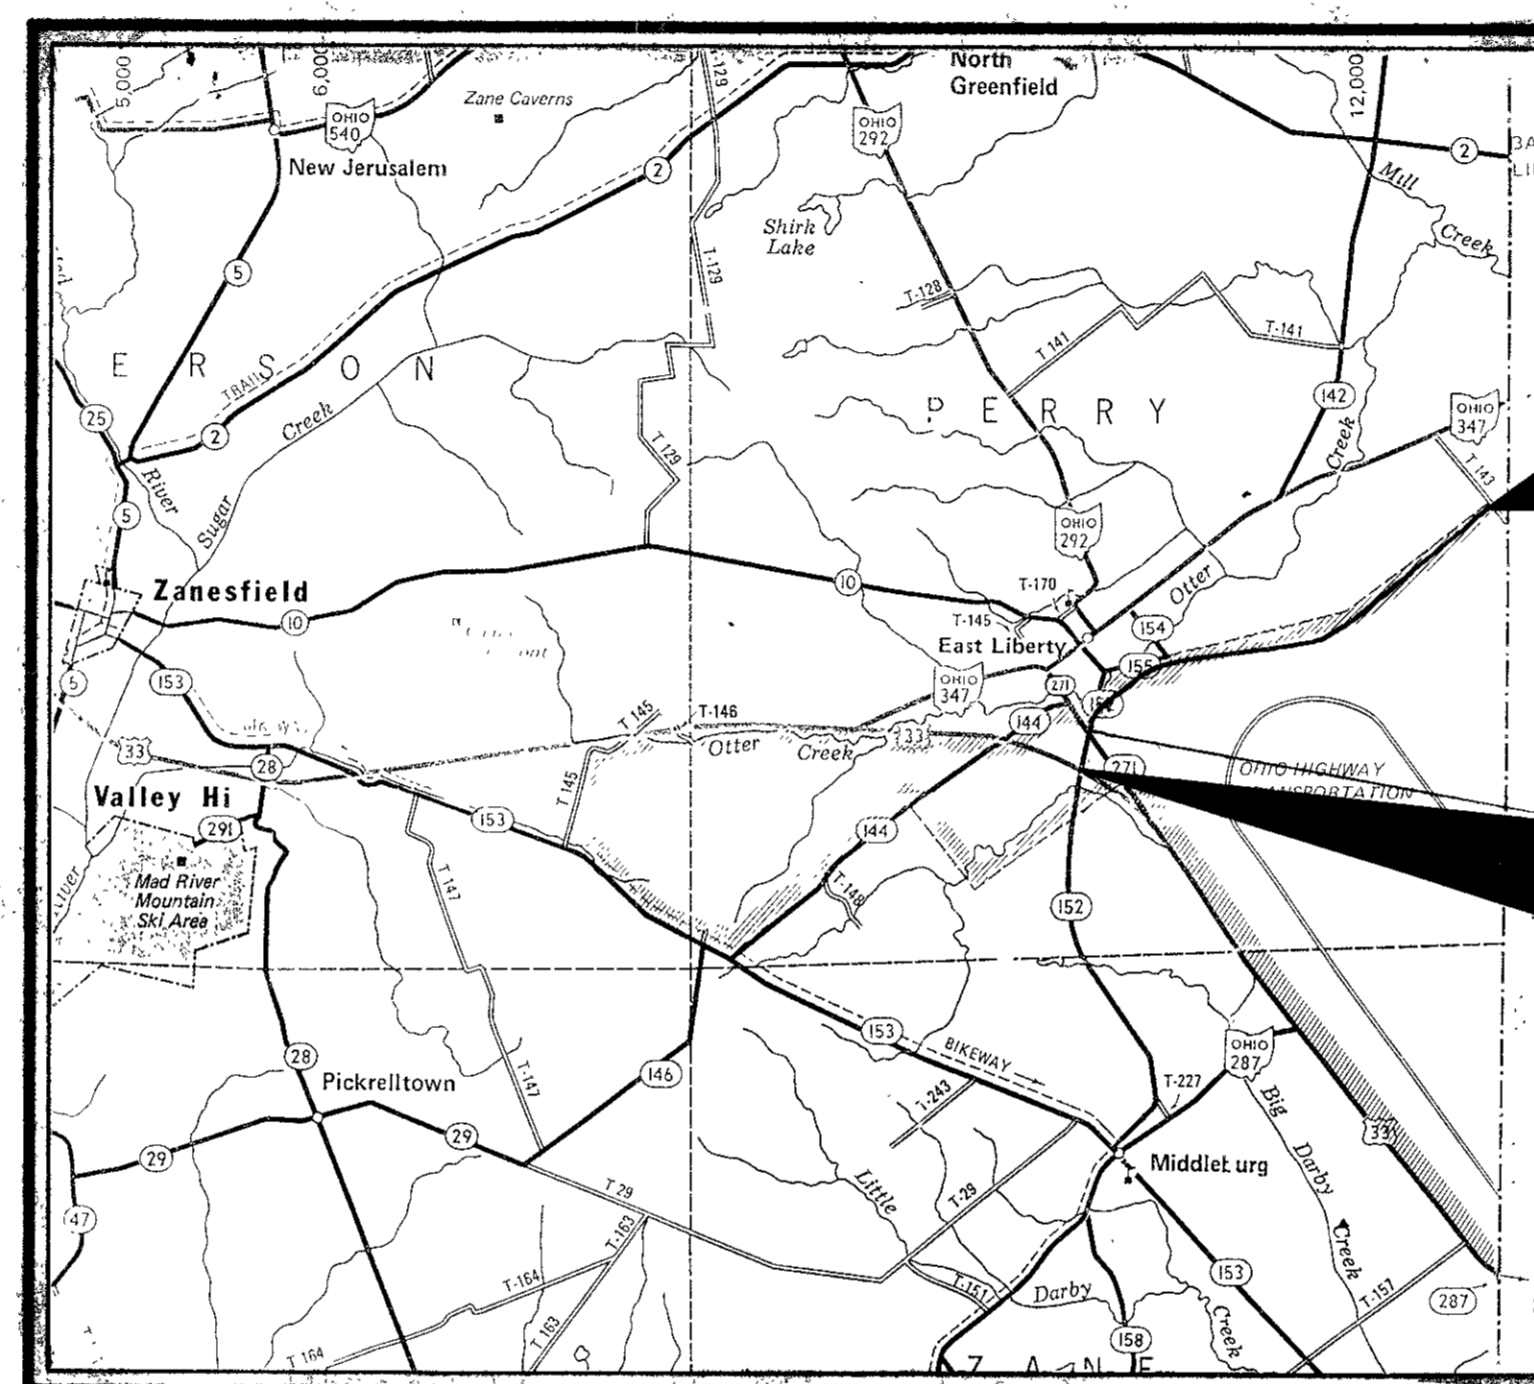 5,000
6,000
T-129
North
Greenfield
12,000
Zane Caverns
OHIO
540
OHIO
292
2
New Jerusalem
2
Mill
Creek
Shirk
Lake
5
T-129
T-128
T 141
T-141
E R S O N
TRAIL
25
2
Creek
P E R R Y
142
OHIO
347
River
Sugar
T 129
Creek
T 143
5
OHIO
292
Zanesfield
10
10
T-170
T-145
Otter
154
East Liberty
155
5
153
OHIO
347
271
144
33
28
T 145
T-146
Otter Creek
33
271
OHIO HIGHWAY
Valley Hi
291
T 145
153
144
Mad River
Mountain
Ski Area
T-147
T-148
152
153
BIKEWAY
OHIO
287
28
Pickrelltown
146
T-147
T-243
T-227
Big
Darby
Creek
33
29
29
Middleburg
T 29
Little
T-29
47
T-163
T-164
T-151
Darby
Creek
153
T-157
287
T 163
T 164
158
Z A N E